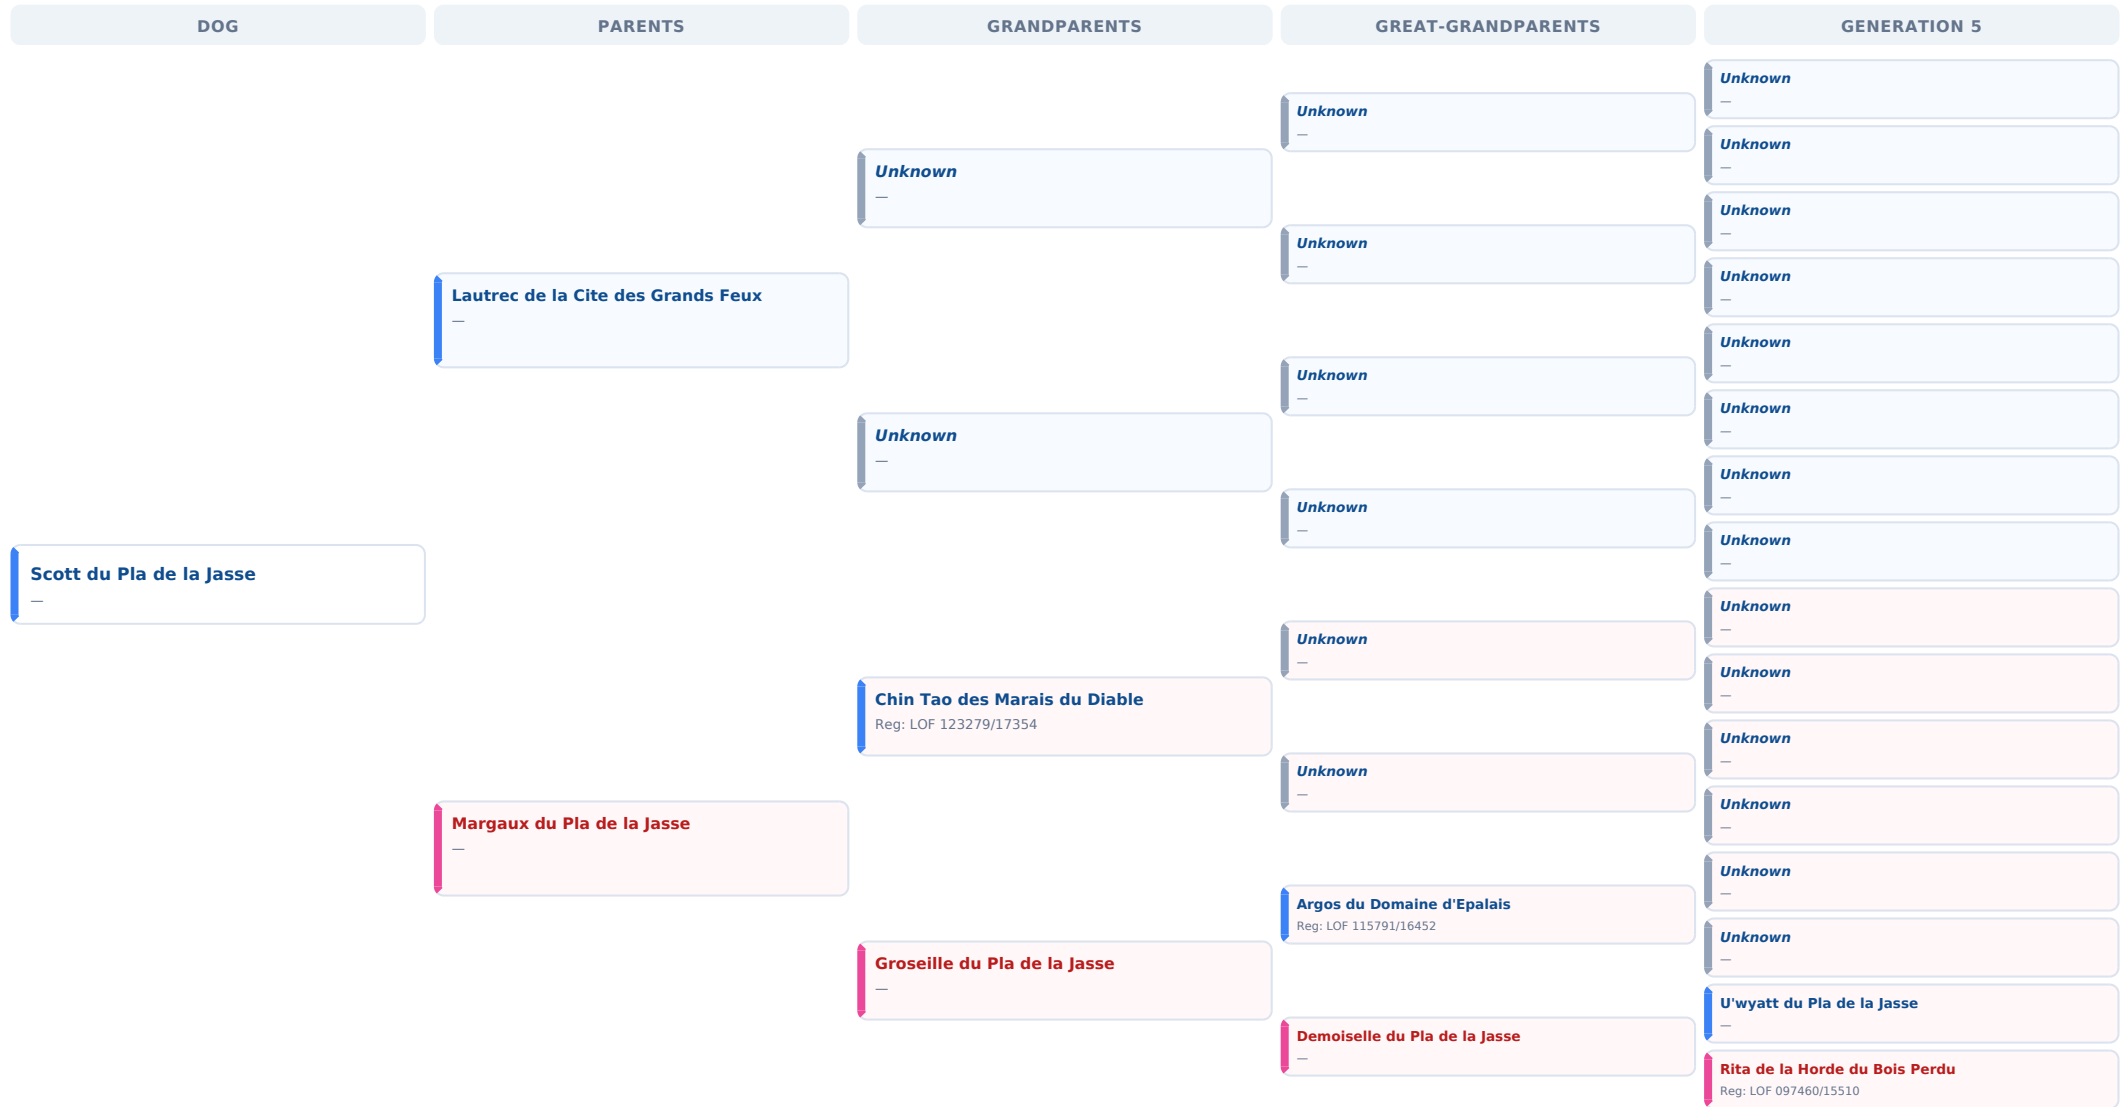 DOG
PARENTS
GRANDPARENTS
GREAT-GRANDPARENTS
GENERATION 5
Scott du Pla de la Jasse
—
Lautrec de la Cite des Grands Feux
—
Margaux du Pla de la Jasse
—
Unknown
—
Unknown
—
Chin Tao des Marais du Diable
Reg: LOF 123279/17354
Groseille du Pla de la Jasse
—
Unknown
—
Unknown
—
Unknown
—
Unknown
—
Unknown
—
Unknown
—
Argos du Domaine d'Epalais
Reg: LOF 115791/16452
Demoiselle du Pla de la Jasse
—
Unknown
—
Unknown
—
Unknown
—
Unknown
—
Unknown
—
Unknown
—
Unknown
—
Unknown
—
Unknown
—
Unknown
—
Unknown
—
Unknown
—
Unknown
—
Unknown
—
U'wyatt du Pla de la Jasse
—
Rita de la Horde du Bois Perdu
Reg: LOF 097460/15510